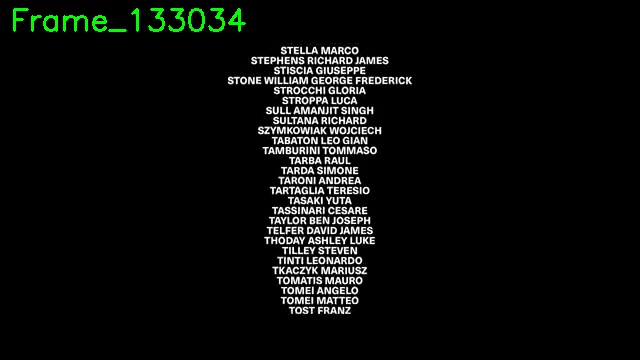 Frame_133034
STELLA MARCO
STEPHENS RICHARD JAMES
STISCIA GIUSEPPE
STONE WILLIAM GEORGE FREDERICK
STROCCHI GLORIA
STROPPA LUCA
SULL AMANJIT SINGH
SULTANA RICHARD
SZYMKOWIAK WOJCIECH
TABATON LEO GIAN
TAMBURINI TOMMASO
TARBA RAUL
TARDA SIMONE
TARONI ANDREA
TARTAGLIA TERESIO
TASAKI YUTA
TASSINARI CESARE
TAYLOR BEN JOSEPH
TELFER DAVID JAMES
THODAY ASHLEY LUKE
TILLEY STEVEN
TINTI LEONARDO
TKACZYK MARIUSZ
TOMATIS MAURO
TOMEI ANGELO
TOMEI MATTEO
TOST FRANZ